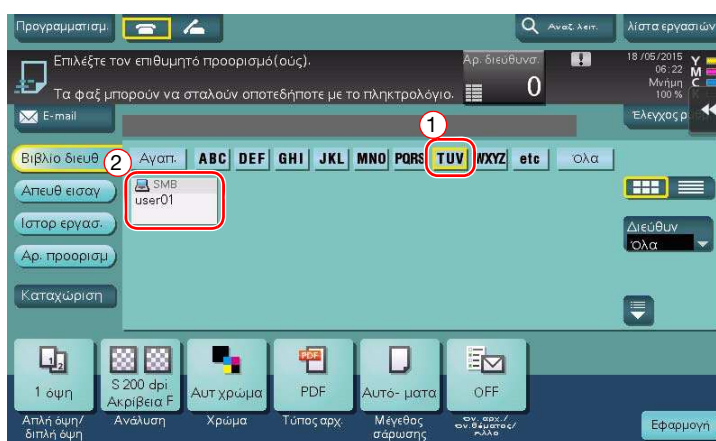 Προγραμματισμ.
Αναζ. λειτ.
λίστα εργασιών
Επιλέξτε τον επιθυμητό προορισμό(ούς).
Τα φαξ μπορούν να σταλούν οποτεδήποτε με το πληκτρολόγιο.
Αρ. διεύθυνσ.
0
18/05/2015
06:22
Μνήμη
100 %
Y
M
C
K
E-mail
Έλεγχος
1
Βιβλίο διευθ
2
Αγαπ.
ABC DEF GHI JKL MNO PQRS TUV WXYZ etc
Όλα
Απευθ εισαγ
SMB
user01
Ιστορ εργασ.
Διεύθυν
Όλα
Αρ. προορισμ
Καταχώριση
1 όψη
S 200 dpi
Ακρίβεια F
Αυτ χρώμα
PDF
PDF
Αυτό- ματα
OFF
Απλή όψη/
διπλή όψη
Ανάλυση
Χρώμα
Τύπος αρχ.
Μέγεθος
σάρωσης
Εφαρμογή